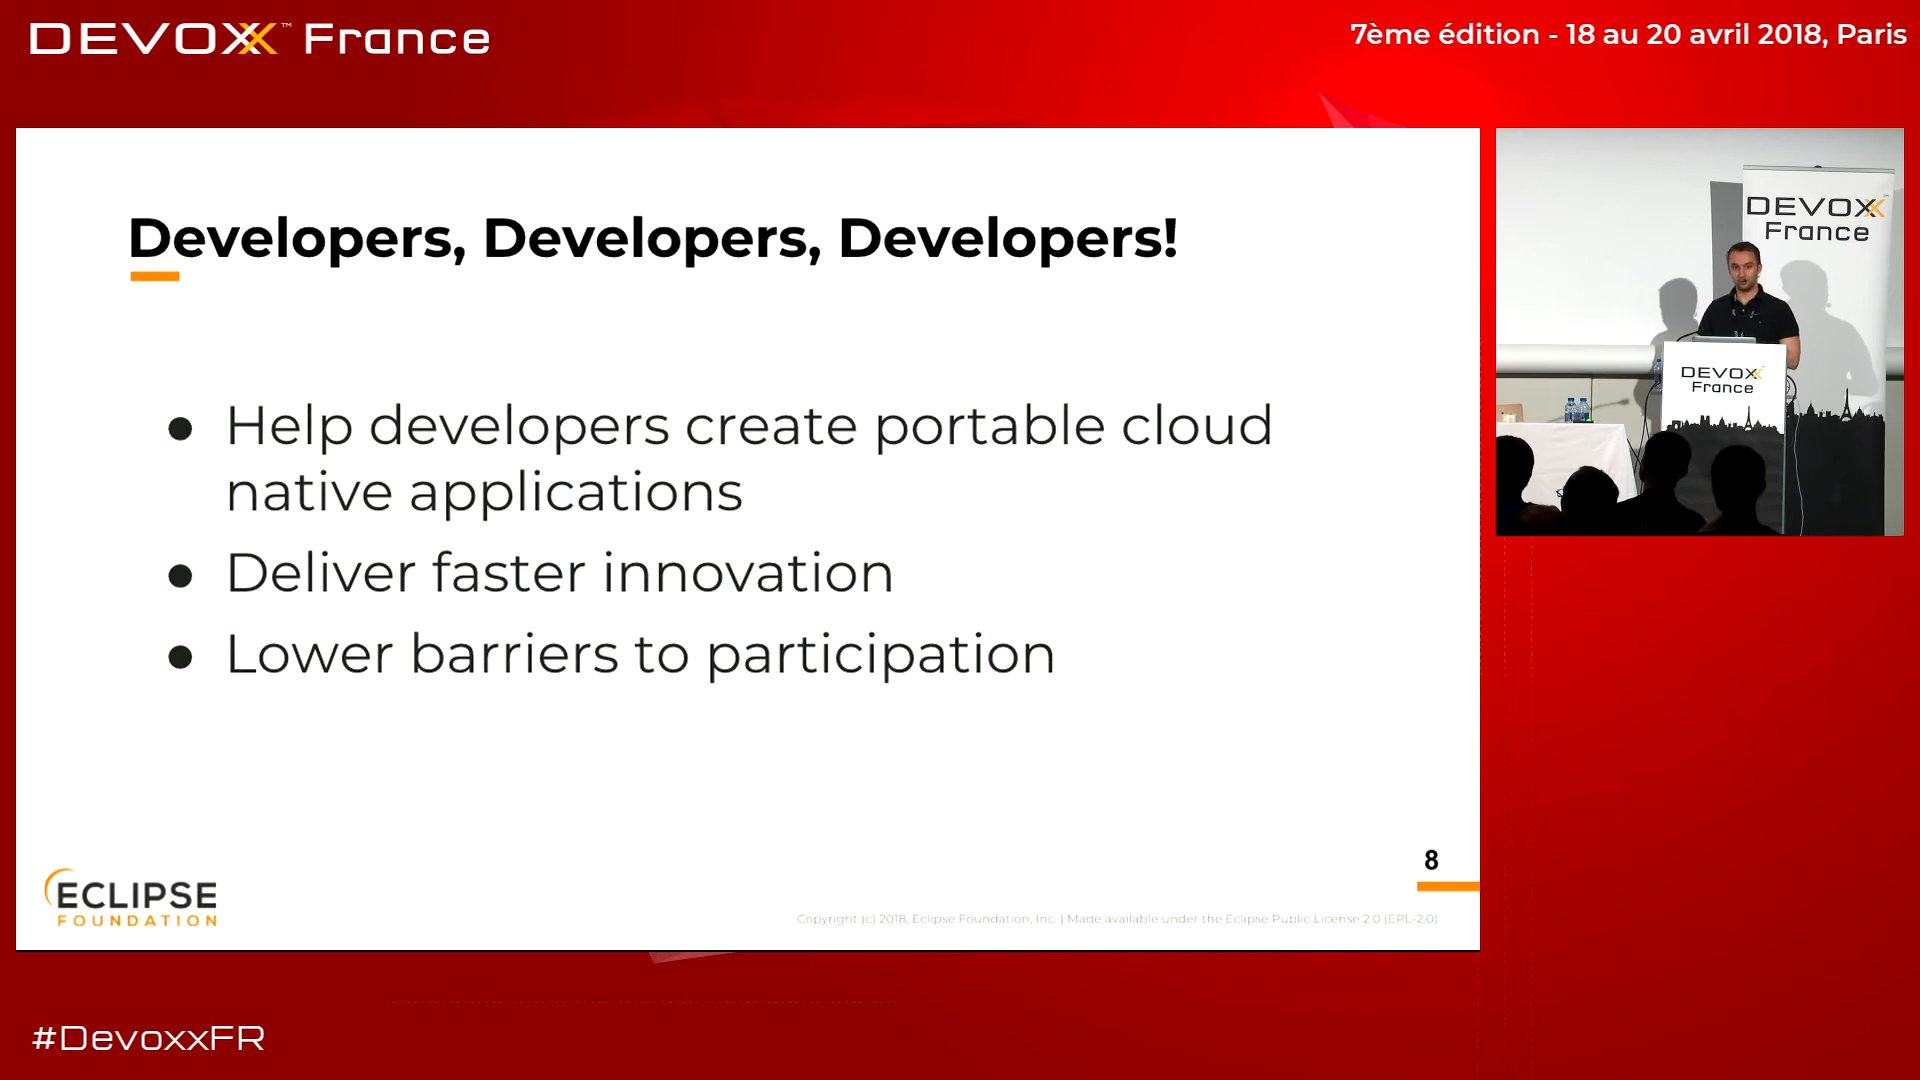 DEVOXX™ France
7ème édition - 18 au 20 avril 2018, Paris
Developers, Developers, Developers!
● Help developers create portable cloud
native applications
● Deliver faster innovation
● Lower barriers to participation
8
ECLIPSE
FOUNDATION
Copyright (c) 2018, Eclipse Foundation, Inc. | Made available under the Eclipse Public License 2.0 (EPL-2.0)
DEVOXX
France
DEVOXX
France
#DevoxxFR